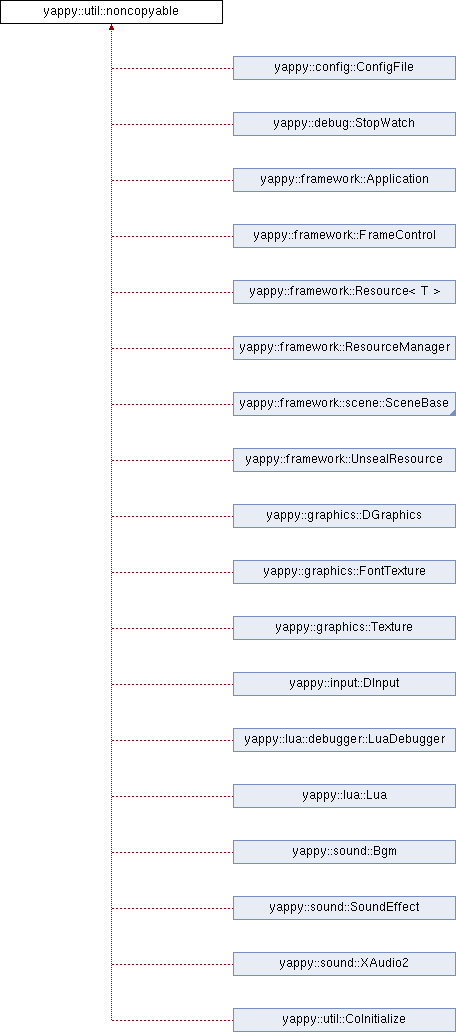 yappy::util::noncopyable
yappy::config::ConfigFile
yappy::debug::StopWatch
yappy::framework::Application
yappy::framework::FrameControl
yappy::framework::Resource< T >
yappy::framework::ResourceManager
yappy::framework::scene::SceneBase
yappy::framework::UnsealResource
yappy::graphics::DGraphics
yappy::graphics::FontTexture
yappy::graphics::Texture
yappy::input::DInput
yappy::lua::debugger::LuaDebugger
yappy::lua::Lua
yappy::sound::Bgm
yappy::sound::SoundEffect
yappy::sound::XAudio2
yappy::util::CoInitialize